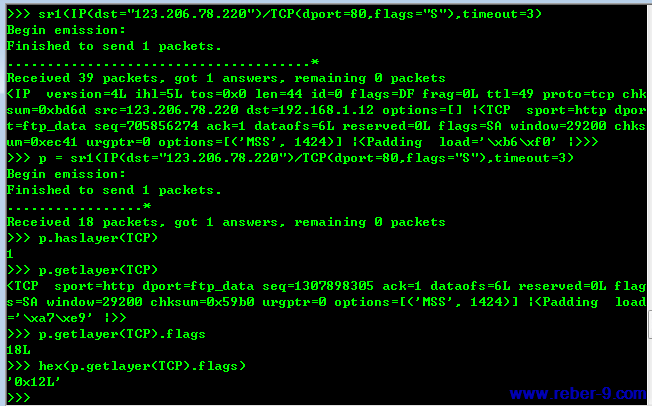 >>> sr1(IP(dst="123.206.78.220")/TCP(dport=80,flags="S"),timeout=3)
Begin emission:
Finished to send 1 packets.
.....................................*
Received 39 packets, got 1 answers, remaining 0 packets
<IP  version=4L ihl=5L tos=0x0 len=44 id=0 flags=DF frag=0L ttl=49 proto=tcp chk
sum=0xbd6d src=123.206.78.220 dst=192.168.1.12 options=[] |<TCP  sport=http dpor
t=ftp_data seq=705856274 ack=1 dataofs=6L reserved=0L flags=SA window=29200 chks
um=0xec41 urgptr=0 options=[('MSS', 1424)] |<Padding  load='\xb6\xf0' |>>>
>>> p = sr1(IP(dst="123.206.78.220")/TCP(dport=80,flags="S"),timeout=3)
Begin emission:
Finished to send 1 packets.
.................*
Received 18 packets, got 1 answers, remaining 0 packets
>>> p.haslayer(TCP)
1
>>> p.getlayer(TCP)
<TCP  sport=http dport=ftp_data seq=1307898305 ack=1 dataofs=6L reserved=0L flag
s=SA window=29200 chksum=0x59b0 urgptr=0 options=[('MSS', 1424)] |<Padding  load
='\xa7\xe9' |>>
>>> p.getlayer(TCP).flags
18L
>>> hex(p.getlayer(TCP).flags)
'0x12L'
>>>
www.reber-9.com